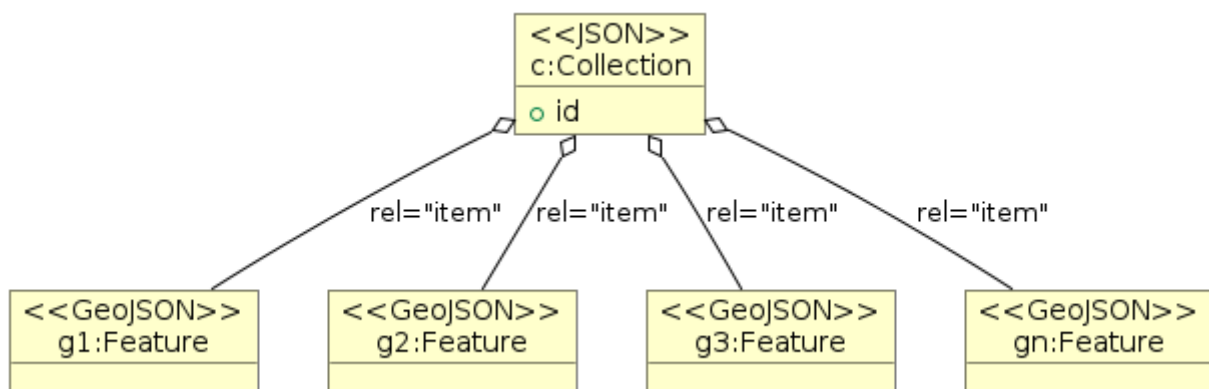 <<JSON>>
c:Collection
id
rel="item" rel="item" rel="item" rel="item"
<<GeoJSON>> <<GeoJSON>> <<GeoJSON>> <<GeoJSON>>
g1:Feature g2:Feature g3:Feature gn:Feature